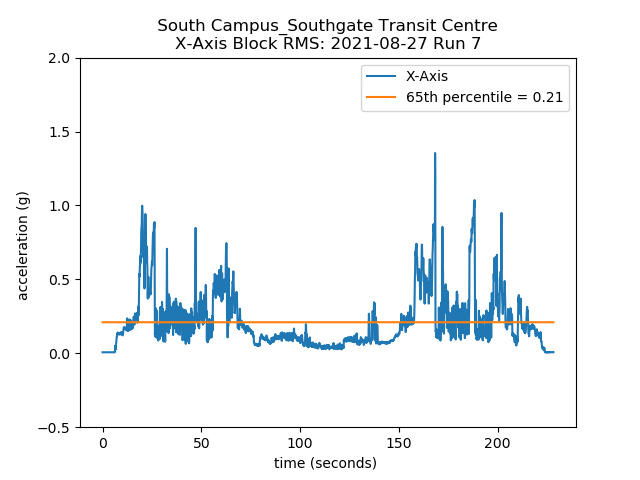 South Campus_Southgate Transit Centre
X-Axis Block RMS: 2021-08-27 Run 7
X-Axis
65th percentile = 0.21
acceleration (g)
2.0
1.5
1.0
0.5
0.0
−0.5
0
50
100
150
200
time (seconds)